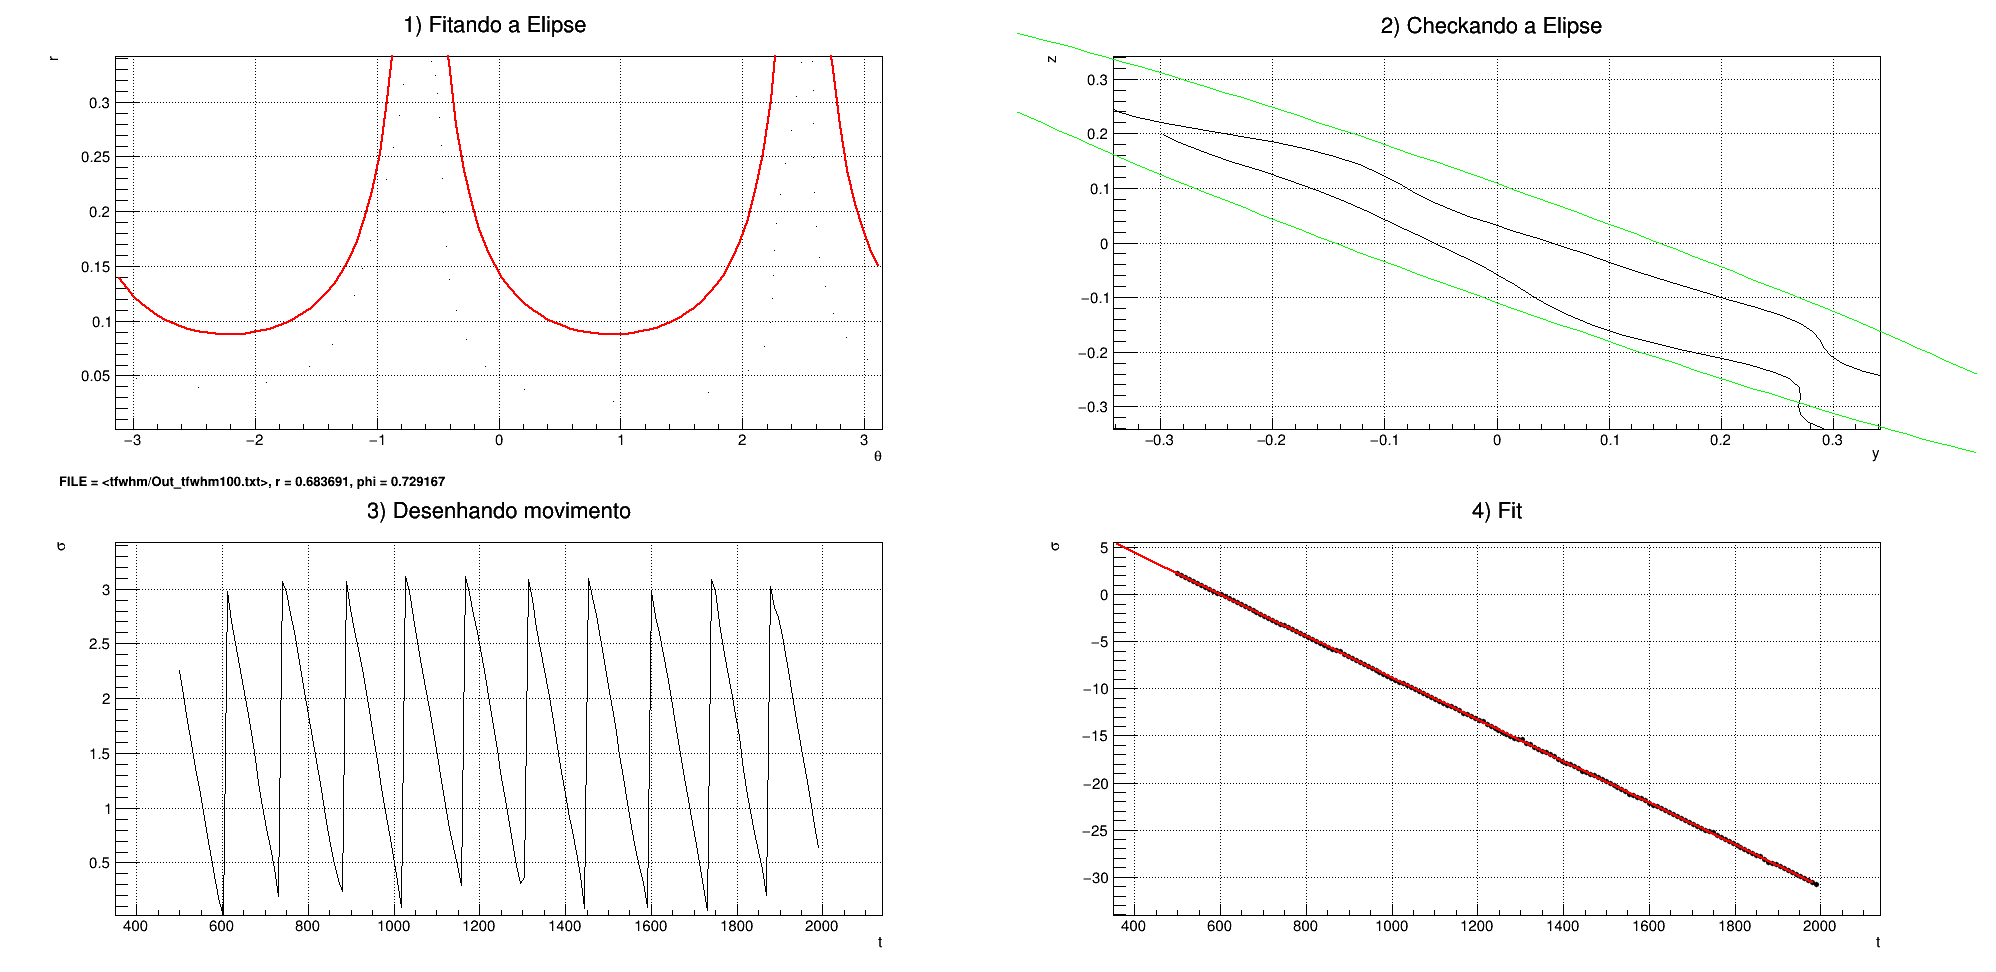 1) Fitando a Elipse
r
0.3
0.25
0.2
0.15
0.1
0.05
−3 −2 −1 0 1 2 3
θ
2) Checkando a Elipse
z
0.3
0.2
0.1
0
−0.1
−0.2
−0.3
−0.3 −0.2 −0.1 0 0.1 0.2 0.3
y
FILE = <tfwhm/Out_tfwhm100.txt>, r = 0.683691, phi = 0.729167
3) Desenhando movimento
σ
3
2.5
2
1.5
1
0.5
400 600 800 1000 1200 1400 1600 1800 2000
t
4) Fit
σ
5
0
−5
−10
−15
−20
−25
−30
400 600 800 1000 1200 1400 1600 1800 2000
t